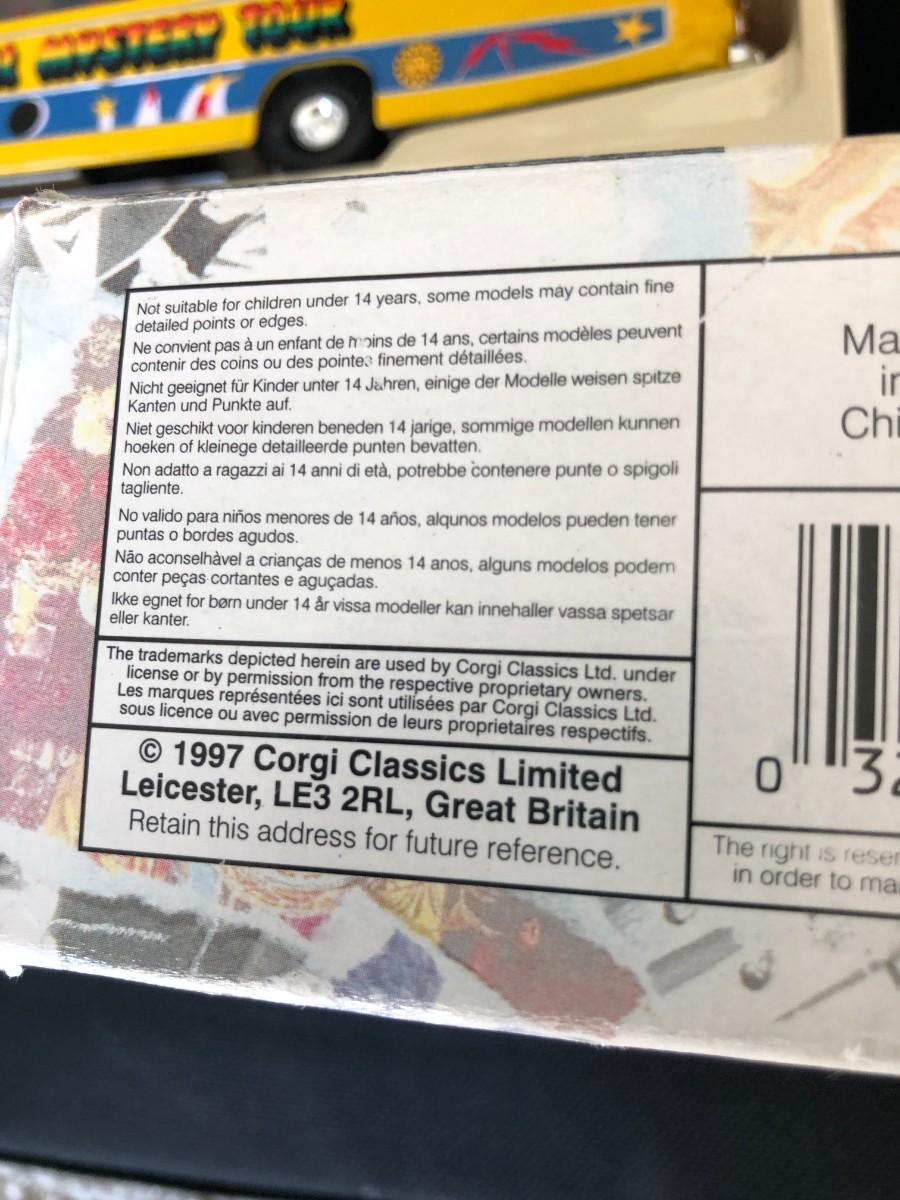 MYSTERY TOUR
Not suitable for children under 14 years, some models may contain fine
detailed points or edges.
Ne convient pas à un enfant de moins de 14 ans, certains modèles peuvent
contenir des coins ou des pointes finement détaillées.
Nicht geeignet für Kinder unter 14 Jahren, einige der Modelle weisen spitze
Kanten und Punkte auf.
Niet geschikt voor kinderen beneden 14 jarige, sommige modellen kunnen
hoeken of kleinege detailleerde punten bevatten.
Non adatto a ragazzi ai 14 anni di età, potrebbe contenere punte o spigoli
tagliente.
No valido para niños menores de 14 años, alqunos modelos pueden tener
puntas o bordes agudos.
Não aconselhàvel a crianças de menos 14 anos, alguns modelos podem
conter peças cortantes e aguçadas.
Ikke egnet for børn under 14 år vissa modeller kan innehaller vassa spetsar
eller kanter.
The trademarks depicted herein are used by Corgi Classics Ltd. under
license or by permission from the respective proprietary owners.
Les marques représentées ici sont utilisées par Corgi Classics Ltd.
sous licence ou avec permission de leurs proprietaires respectifs.
© 1997 Corgi Classics Limited
Leicester, LE3 2RL, Great Britain
Retain this address for future reference.
Ma
in
Chi
0 32
The right is reser
in order to ma